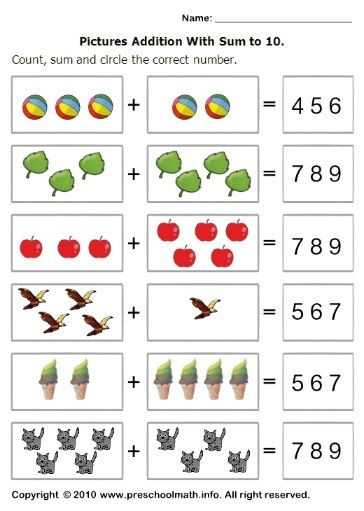 Name:
Pictures Addition With Sum to 10.
Count, sum and circle the correct number.
+ = 4 5 6
+ = 7 8 9
+ = 7 8 9
+ = 5 6 7
+ = 5 6 7
+ = 7 8 9
Copyright © 2010 www.preschoolmath.info. All right reserved.